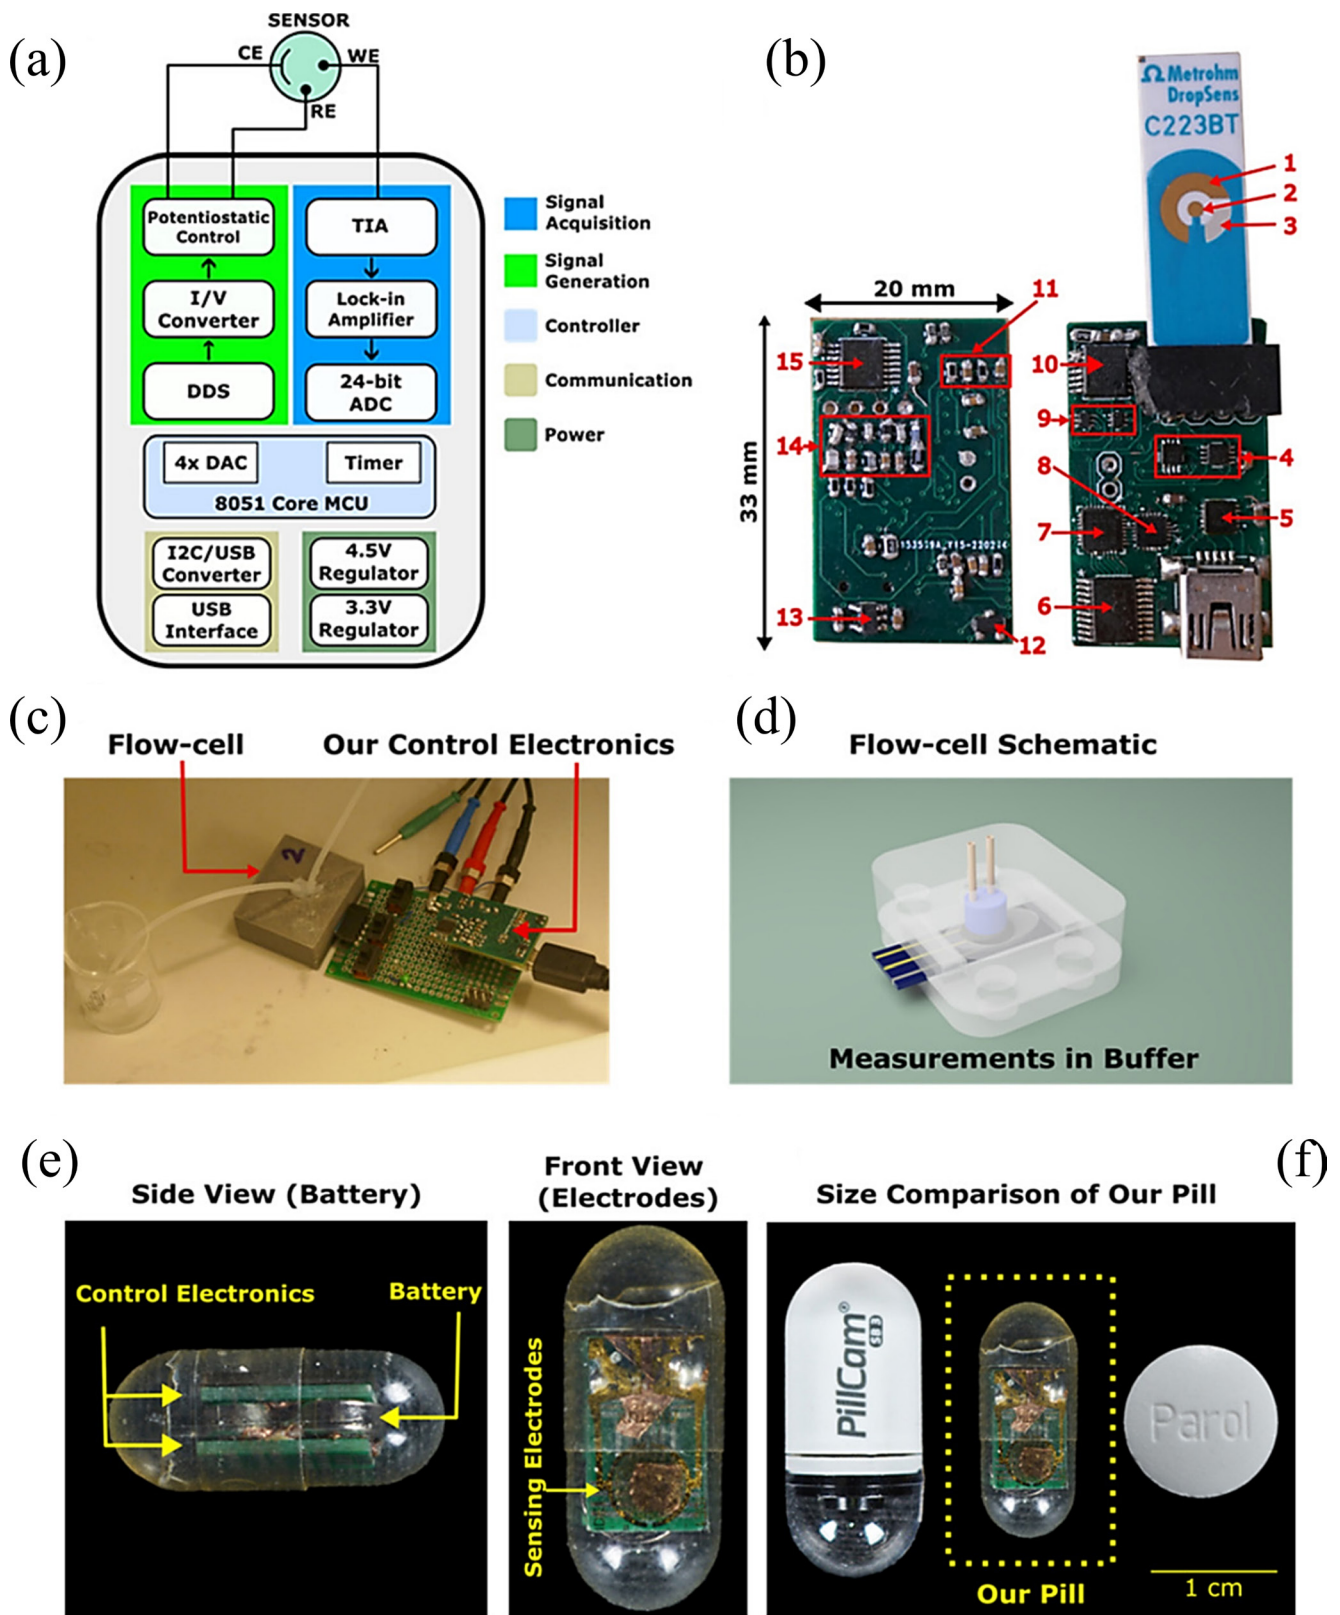 (a)
SENSOR
CE
WE
RE
Potentiostatic
Control
I/V
Converter
DDS
TIA
Lock-in
Amplifier
24-bit
ADC
4x DAC
Timer
8051 Core MCU
I2C/USB
Converter
USB
Interface
4.5V
Regulator
3.3V
Regulator
Signal
Acquisition
Signal
Generation
Controller
Communication
Power
(b)
Metrohm
DropSens
C223BT
1
2
3
20 mm
11
33 mm
15
14
13
12
10
9
8
7
6
4
5
(c)
Flow-cell
Our Control Electronics
2
(d)
Flow-cell Schematic
Measurements in Buffer
(e)
Side View (Battery)
Control Electronics
Battery
Front View
(Electrodes)
Sensing Electrodes
(f)
Size Comparison of Our Pill
PillCam®
SB 3
Parol
Our Pill
1 cm